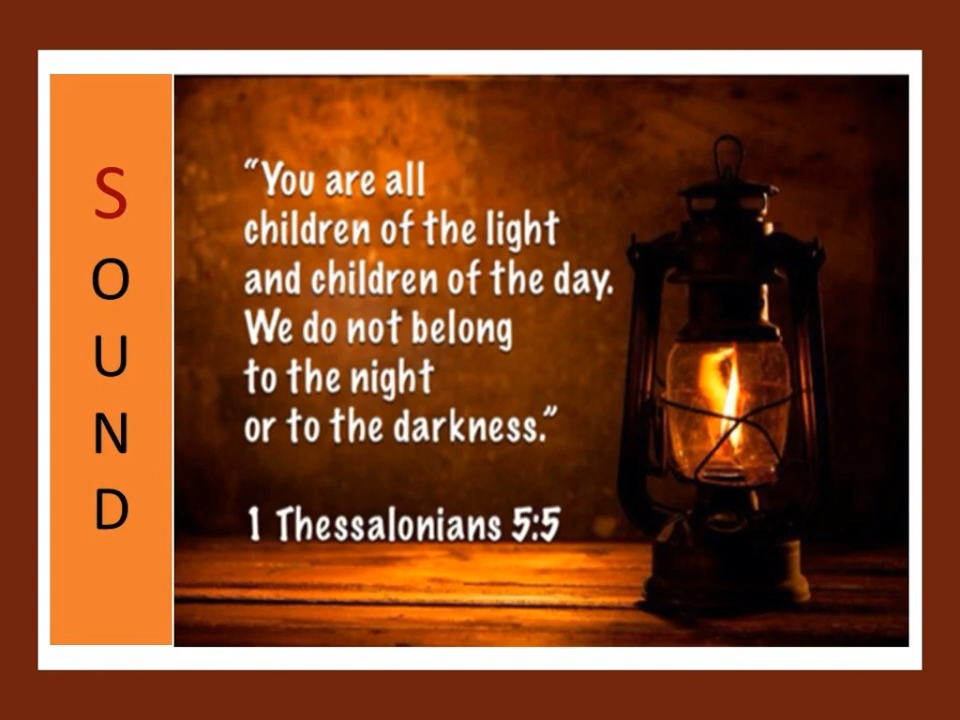 S
O
U
N
D
“You are all
children of the light
and children of the day.
We do not belong
to the night
or to the darkness.”
1 Thessalonians 5:5